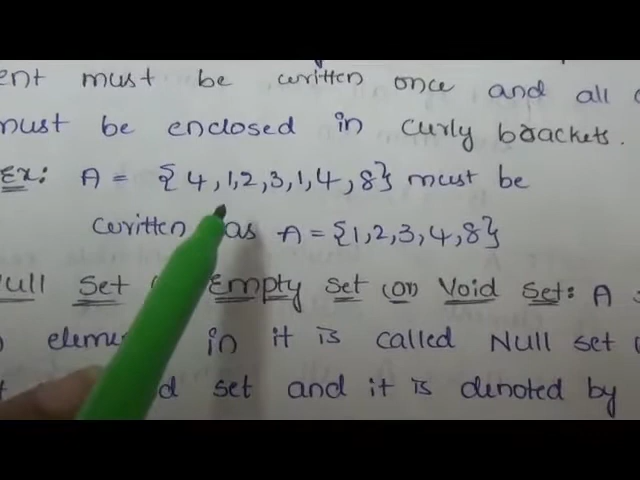 ent must be written once and all
must be enclosed in curly brackets.
Ex: A = {4,1,2,3,1,4,8} must be
written as A = {1,2,3,4,8}
Null Set Empty Set (or) Void Set: A
in it is called Null set
set and it is denoted by